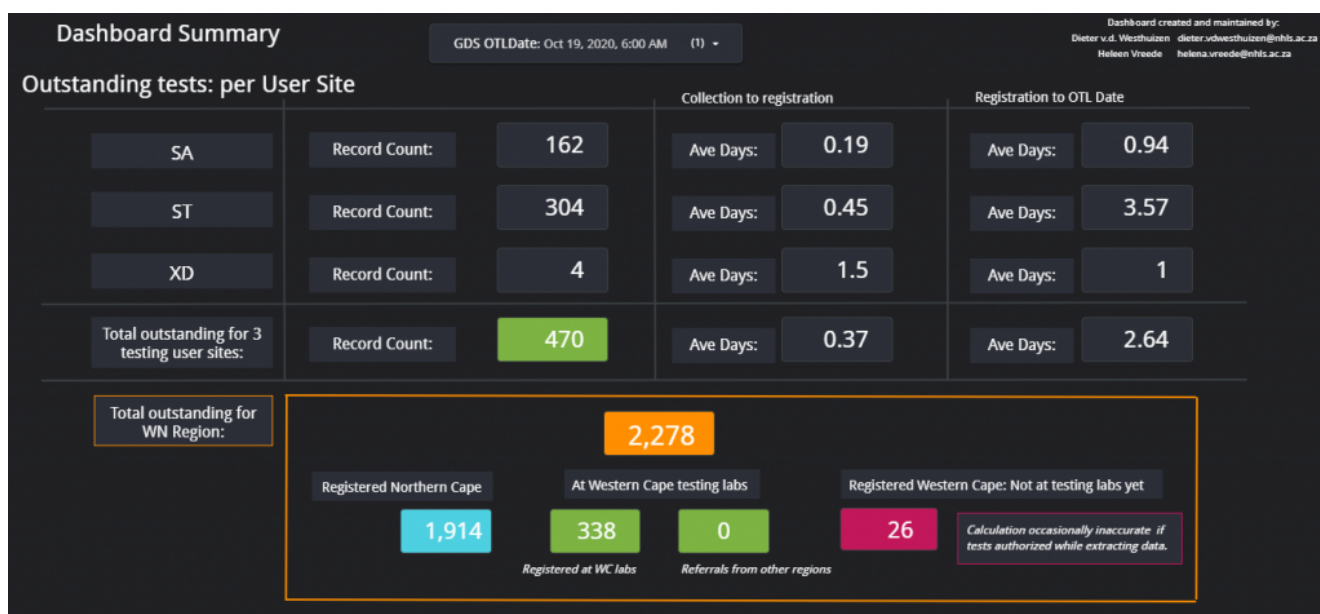 Dashboard Summary
GDS OTLDate: Oct 19, 2020, 6:00 AM (1)
Dashboard created and maintained by:
Dieter v.d. Westhuizen dieter.vdwesthuizen@nhls.ac.za
Heleen Vreede helena.vreede@nhls.ac.za
Outstanding tests: per User Site
Collection to registration
Registration to OTL Date
SA Record Count: 162 Ave Days: 0.19 Ave Days: 0.94
ST Record Count: 304 Ave Days: 0.45 Ave Days: 3.57
XD Record Count: 4 Ave Days: 1.5 Ave Days: 1
Total outstanding for 3
testing user sites:
Record Count: 470 Ave Days: 0.37 Ave Days: 2.64
Total outstanding for
WN Region:
2,278
Registered Northern Cape
At Western Cape testing labs
Registered Western Cape: Not at testing labs yet
1,914 338 0 26
Calculation occasionally inaccurate if
tests authorized while extracting data.
Registered at WC labs
Referrals from other regions